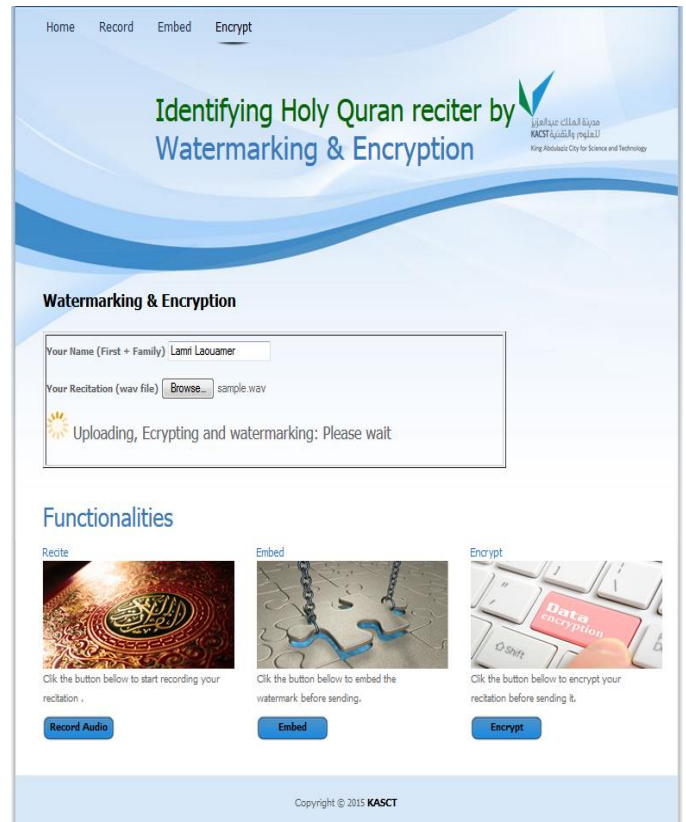 Home Record Embed Encrypt
Identifying Holy Quran reciter by
Watermarking & Encryption
مدينة الملك عبدالعزيز
للعلوم والتقنية KACST
King Abdulaziz City for Science and Technology
Watermarking & Encryption
Your Name (First + Family) Lamri Laouamer
Your Recitation (wav file) Browse... sample.wav
Uploading, Ecrypting and watermarking: Please wait
Functionalities
Recite Embed Encrypt
Data
encryption
Shift
Clik the button bellow to start recording your
recitation .
Record Audio
Clik the button bellow to embed the
watermark before sending.
Embed
Clik the button bellow to encrypt your
recitation before sending it.
Encrypt
Copyright © 2015 KASCT